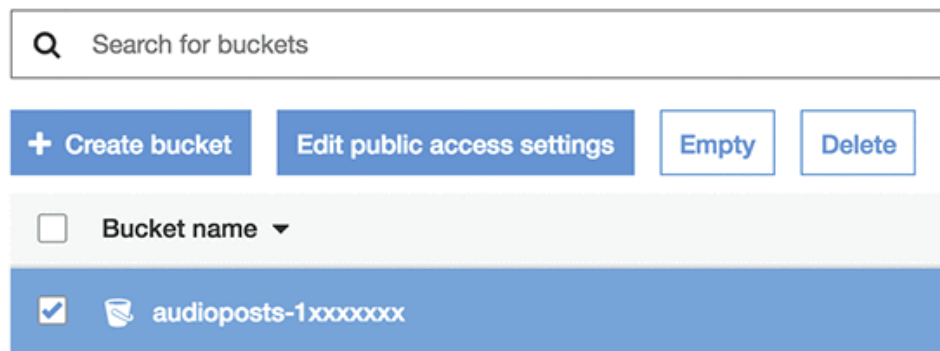 Search for buckets
+ Create bucket Edit public access settings Empty Delete
Bucket name
audioposts-1xxxxxxx